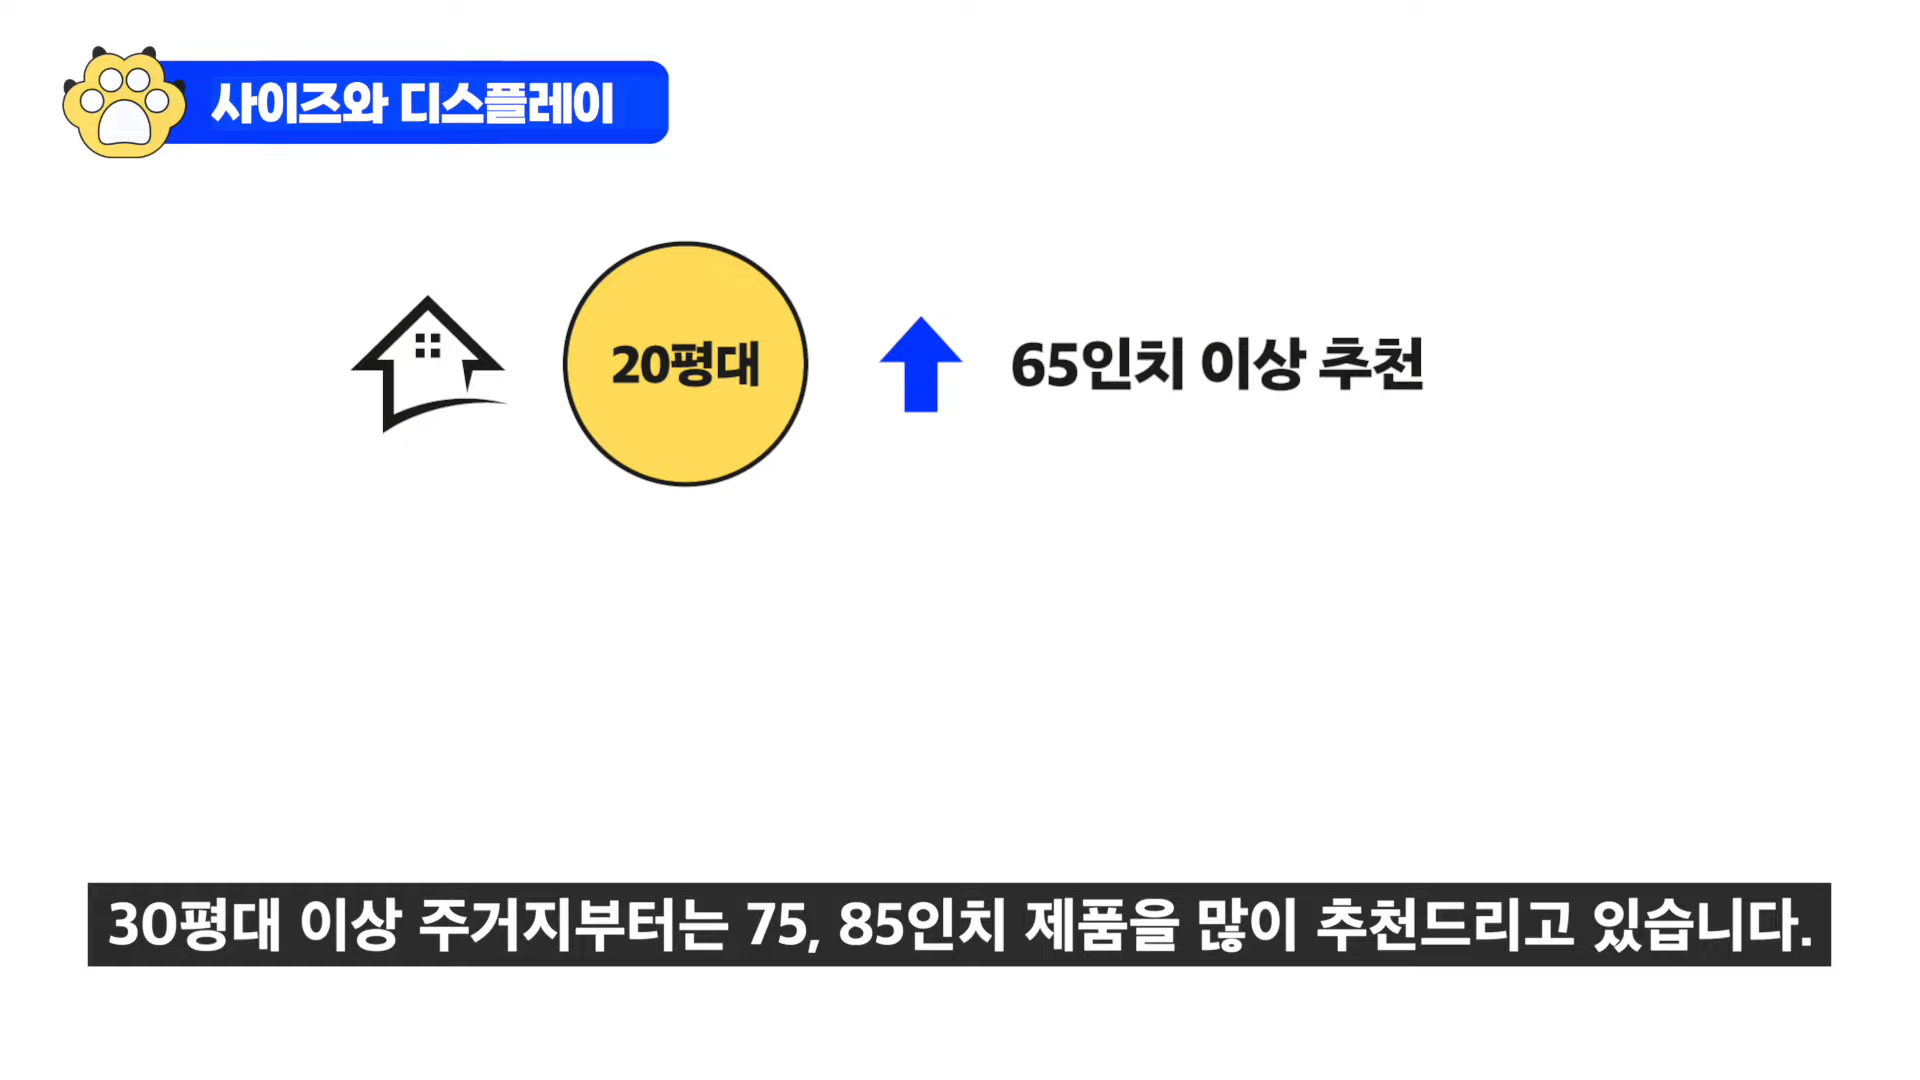 사이즈와 디스플레이
20평대
65인치 이상 추천
30평대 이상 주거지부터는 75, 85인치 제품을 많이 추천드리고 있습니다.